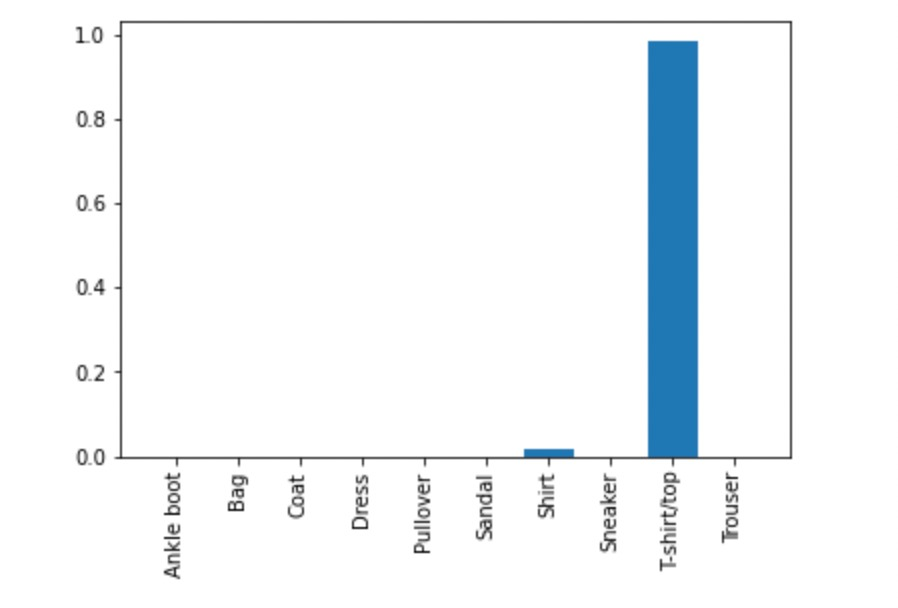 1.0
0.8
0.6
0.4
0.2
0.0
Ankle boot
Bag
Coat
Dress
Pullover
Sandal
Shirt
Sneaker
T-shirt/top
Trouser